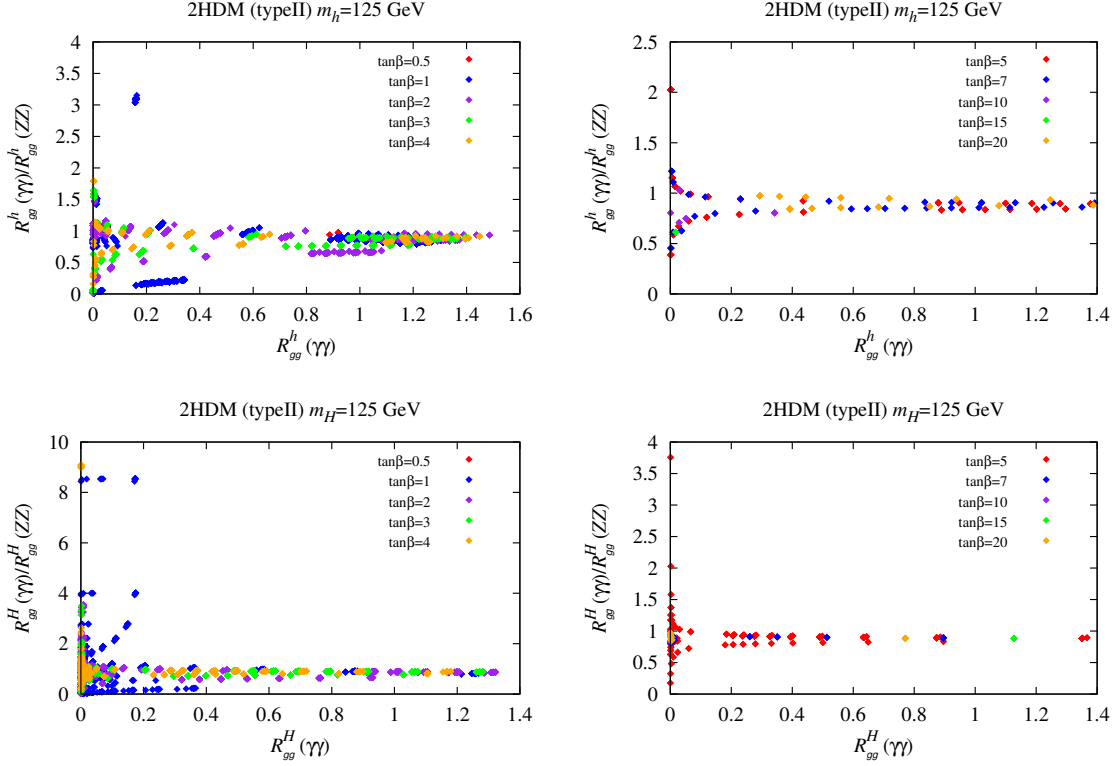 2HDM (typeII) m_h=125 GeV
R^h_gg (γγ)/R^h_gg (ZZ)
4
3.5
3
2.5
2
1.5
1
0.5
0
tanβ=0.5
tanβ=1
tanβ=2
tanβ=3
tanβ=4
0 0.2 0.4 0.6 0.8 1 1.2 1.4 1.6
R^h_gg (γγ)
2HDM (typeII) m_h=125 GeV
R^h_gg (γγ)/R^h_gg (ZZ)
2.5
2
1.5
1
0.5
0
tanβ=5
tanβ=7
tanβ=10
tanβ=15
tanβ=20
0 0.2 0.4 0.6 0.8 1 1.2 1.4
R^h_gg (γγ)
2HDM (typeII) m_H=125 GeV
R^H_gg (γγ)/R^H_gg (ZZ)
10
8
6
4
2
0
tanβ=0.5
tanβ=1
tanβ=2
tanβ=3
tanβ=4
0 0.2 0.4 0.6 0.8 1 1.2 1.4
R^H_gg (γγ)
2HDM (typeII) m_H=125 GeV
R^H_gg (γγ)/R^H_gg (ZZ)
4
3.5
3
2.5
2
1.5
1
0.5
0
tanβ=5
tanβ=7
tanβ=10
tanβ=15
tanβ=20
0 0.2 0.4 0.6 0.8 1 1.2 1.4
R^H_gg (γγ)